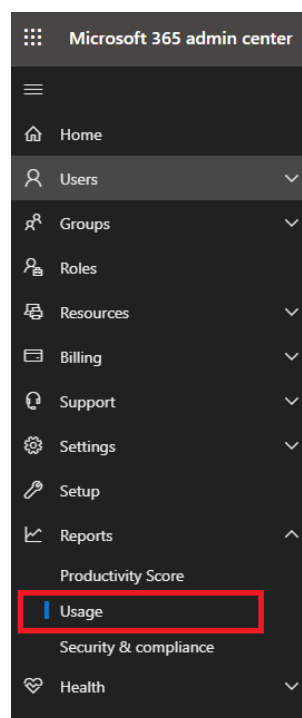 Microsoft 365 admin center
Home
Users
Groups
Roles
Resources
Billing
Support
Settings
Setup
Reports
Productivity Score
Usage
Security & compliance
Health